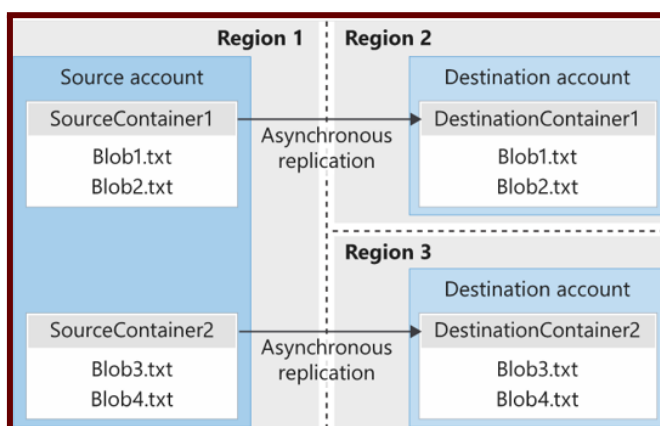 Region 1
Region 2
Source account
Destination account
SourceContainer1
DestinationContainer1
Asynchronous
replication
Blob1.txt
Blob2.txt
Blob1.txt
Blob2.txt
Region 3
Destination account
SourceContainer2
DestinationContainer2
Asynchronous
replication
Blob3.txt
Blob4.txt
Blob3.txt
Blob4.txt